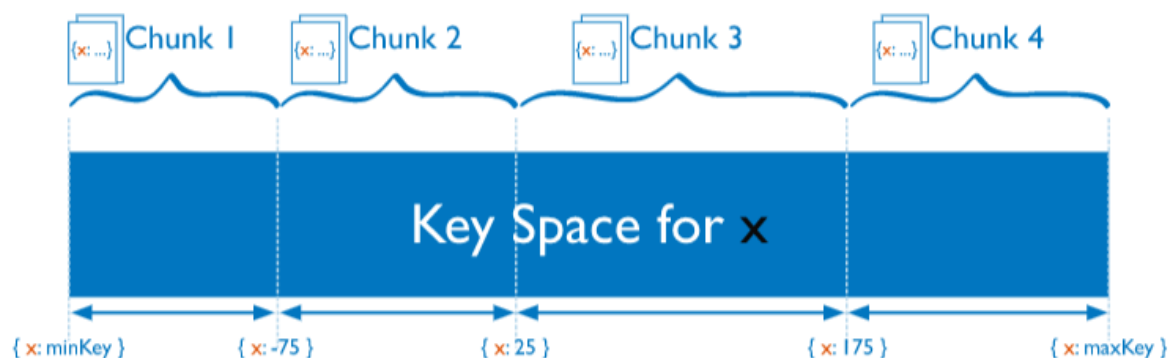 {x: ...} Chunk 1 {x: ...} Chunk 2 {x: ...} Chunk 3 {x: ...} Chunk 4
Key Space for x
{ x: minKey } { x: -75 } { x: 25 } { x: 175 } { x: maxKey }